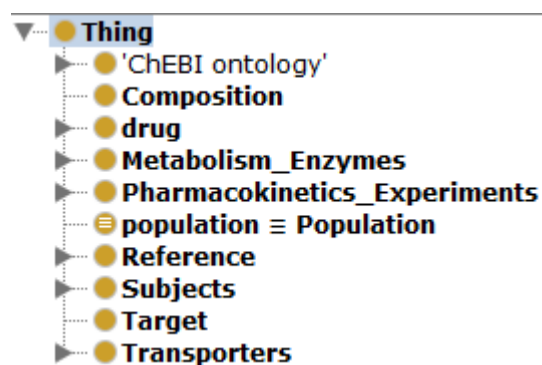 Thing
'ChEBI ontology'
Composition
drug
Metabolism_Enzymes
Pharmacokinetics_Experiments
population ≡ Population
Reference
Subjects
Target
Transporters